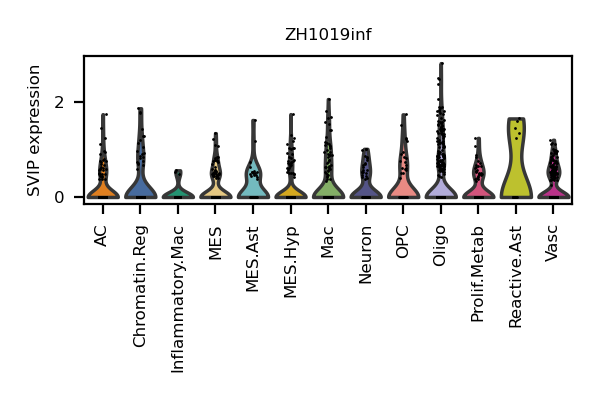 ZH1019inf
SVIP expression
2
0
AC
Chromatin.Reg
Inflammatory.Mac
MES
MES.Ast
MES.Hyp
Mac
Neuron
OPC
Oligo
Prolif.Metab
Reactive.Ast
Vasc